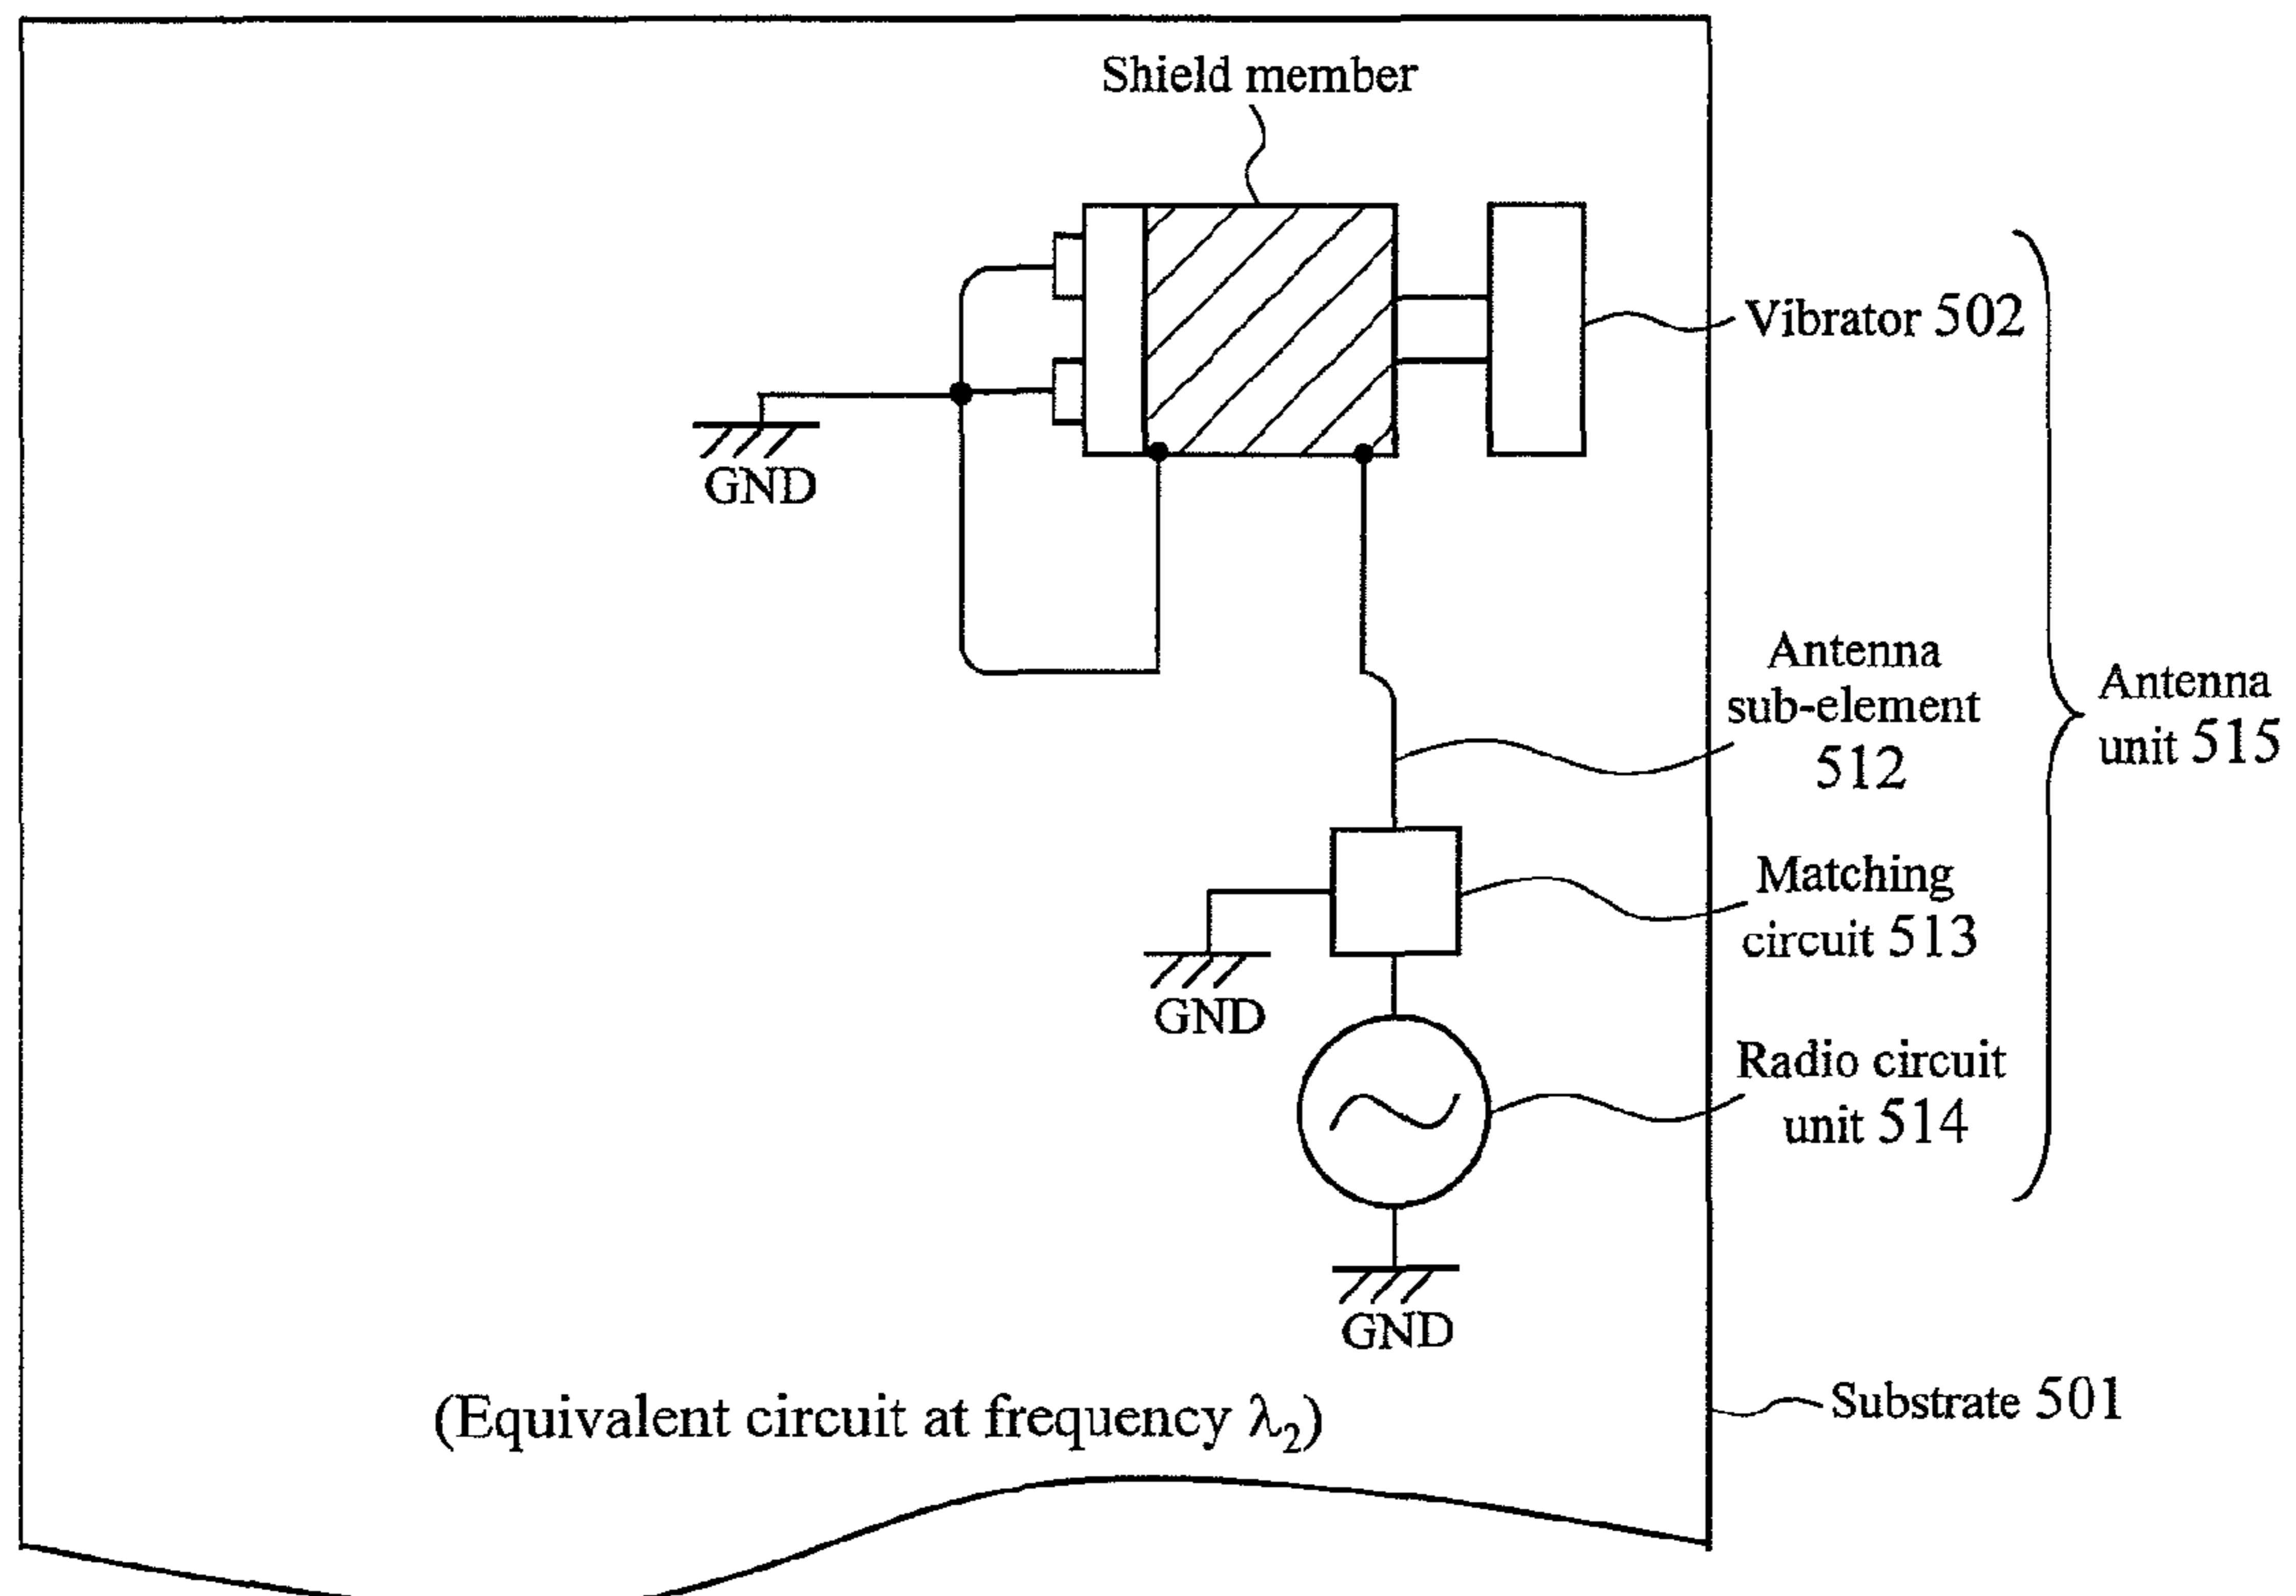 Shield member
Vibrator 502
GND
Antenna
sub-element
512
Antenna
unit 515
Matching
circuit 513
GND
Radio circuit
unit 514
GND
Substrate 501
(Equivalent circuit at frequency λ₂)